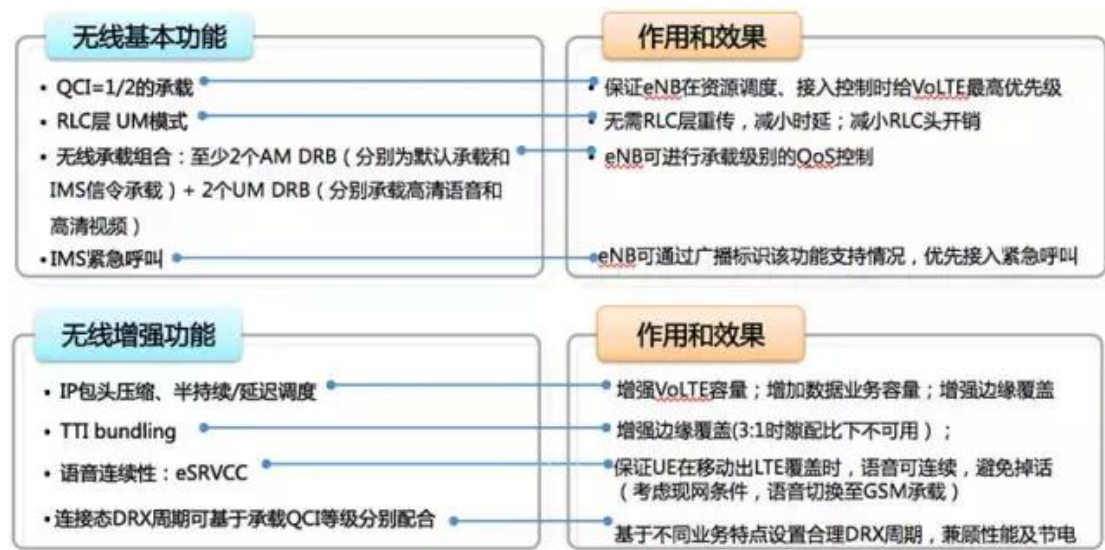 无线基本功能
作用和效果
• QCI=1/2的承载
• 保证eNB在资源调度、接入控制时给VoLTE最高优先级
• RLC层 UM模式
• 无需RLC层重传，减小时延；减小RLC头开销
• 无线承载组合：至少2个AM DRB（分别为默认承载和
IMS信令承载）+ 2个UM DRB（分别承载高清语音和
高清视频）
• eNB可进行承载级别的QoS控制
•IMS紧急呼叫
eNB可通过广播标识该功能支持情况，优先接入紧急呼叫
无线增强功能
作用和效果
• IP包头压缩、半持续/延迟调度
增强VoLTE容量；增加数据业务容量；增强边缘覆盖
• TTI bundling
增强边缘覆盖(3:1时隙配比下不可用）；
• 语音连续性：eSRVCC
保证UE在移动出LTE覆盖时，语音可连续，避免掉话
（考虑现网条件，语音切换至GSM承载）
•连接态DRX周期可基于承载QCI等级分别配合
基于不同业务特点设置合理DRX周期，兼顾性能及节电